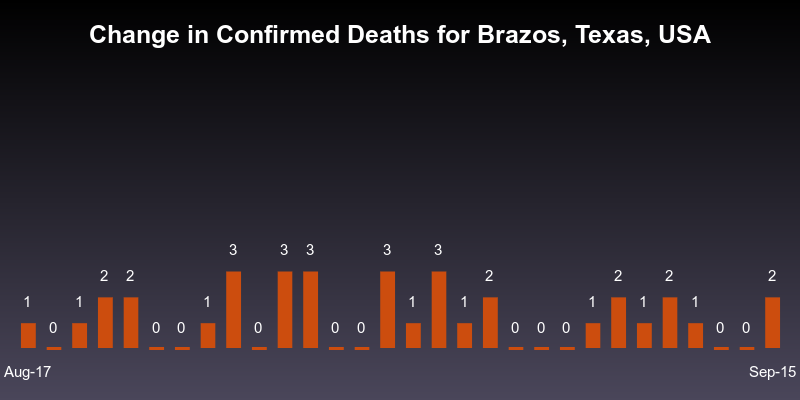 Change in Confirmed Deaths for Brazos, Texas, USA
1 0 1 2 2 0 0 1 3 0 3 3 0 0 3 1 3 1 2 0 0 0 1 2 1 2 1 0 0 2
Aug-17 Sep-15